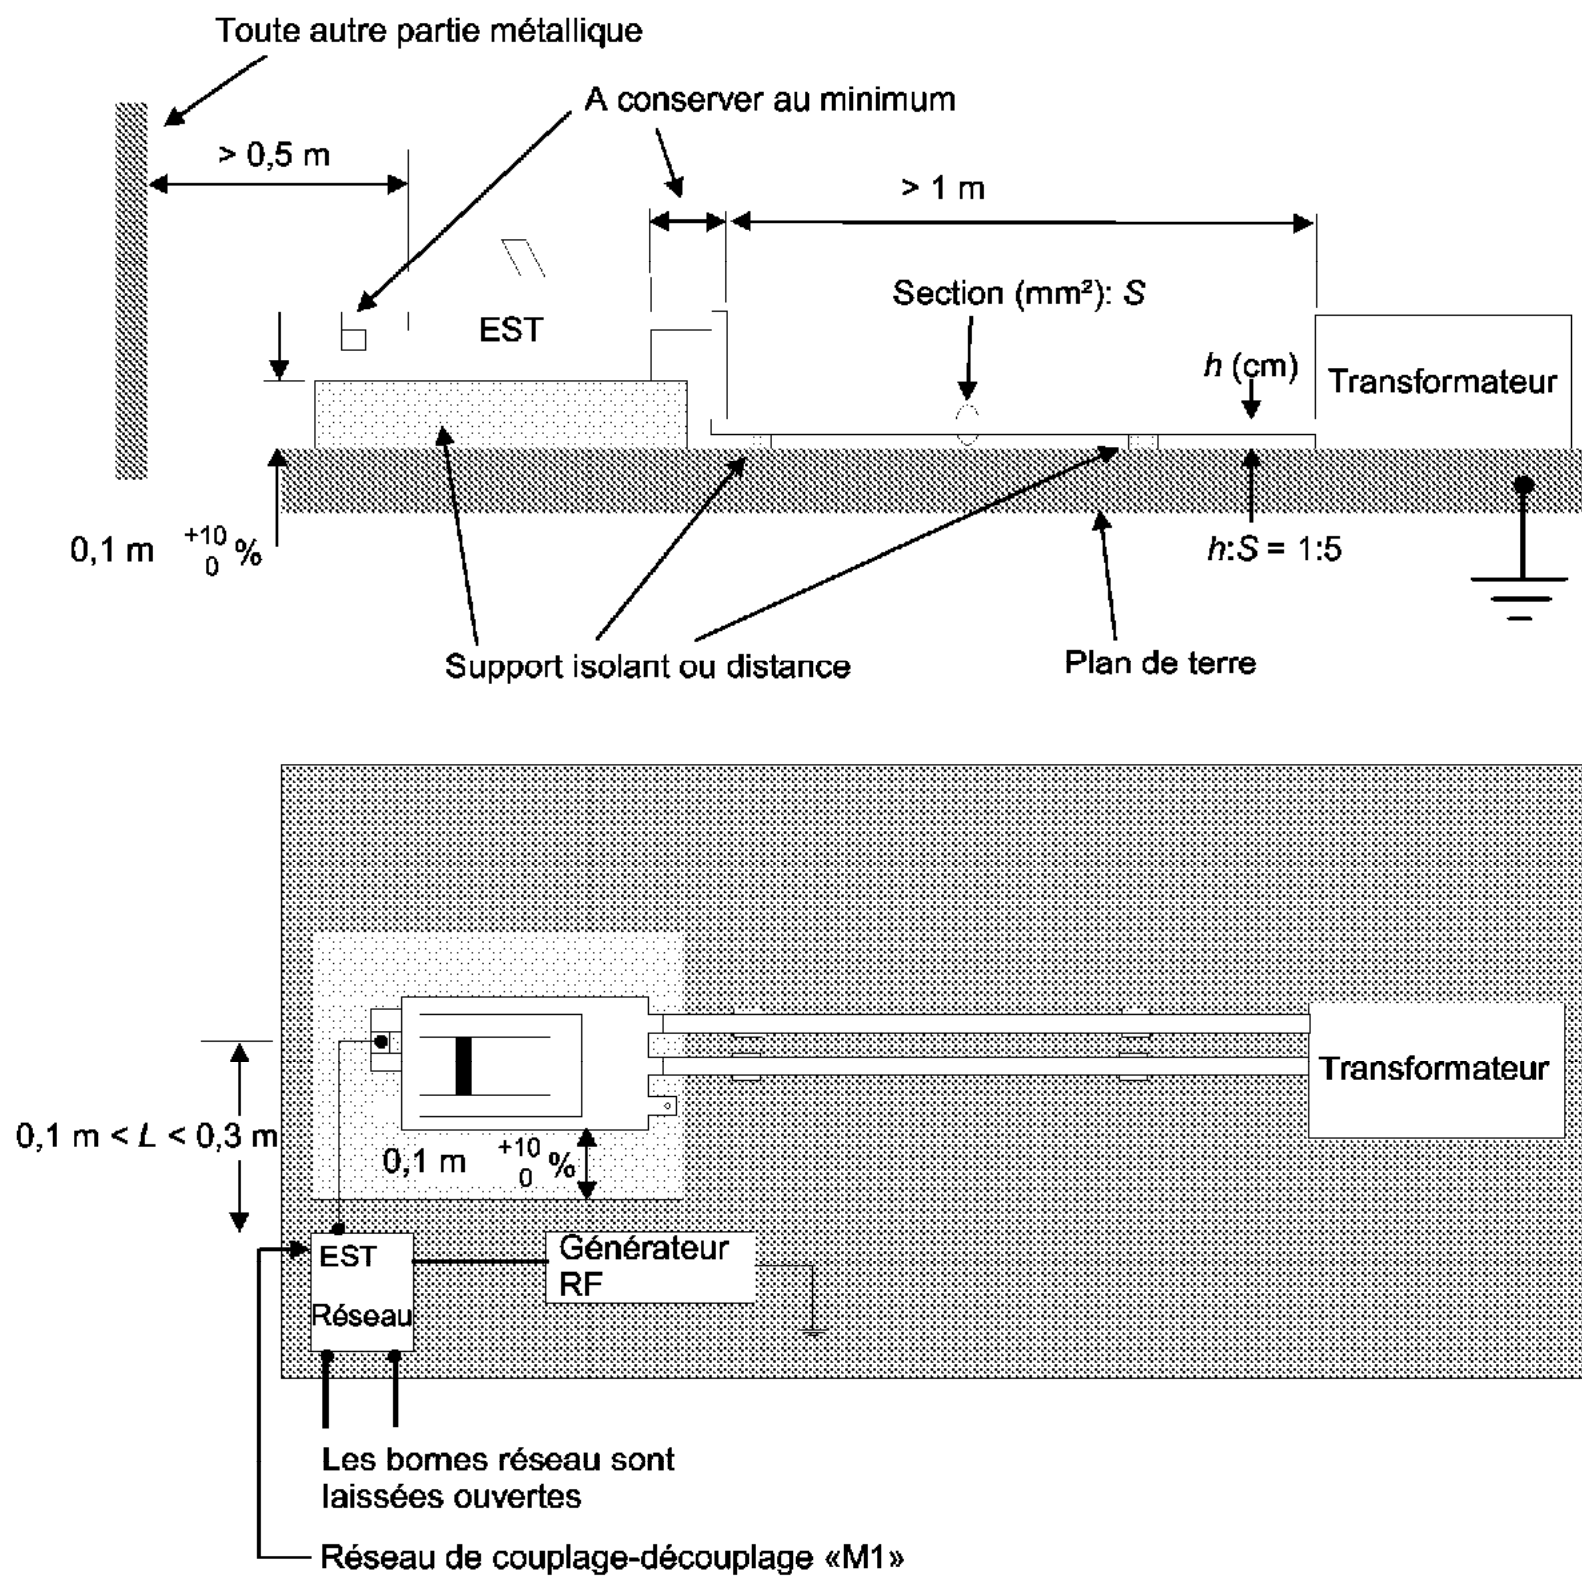 Toute autre partie métallique
A conserver au minimum
> 0,5 m
> 1 m
Section (mm²): S
EST
h (cm)
Transformateur
0,1 m +10 0 %
h:S = 1:5
Support isolant ou distance
Plan de terre
Transformateur
0,1 m < L < 0,3 m
0,1 m +10 0 %
EST
Réseau
Générateur
RF
Les bornes réseau sont
laissées ouvertes
Réseau de couplage-découplage «M1»